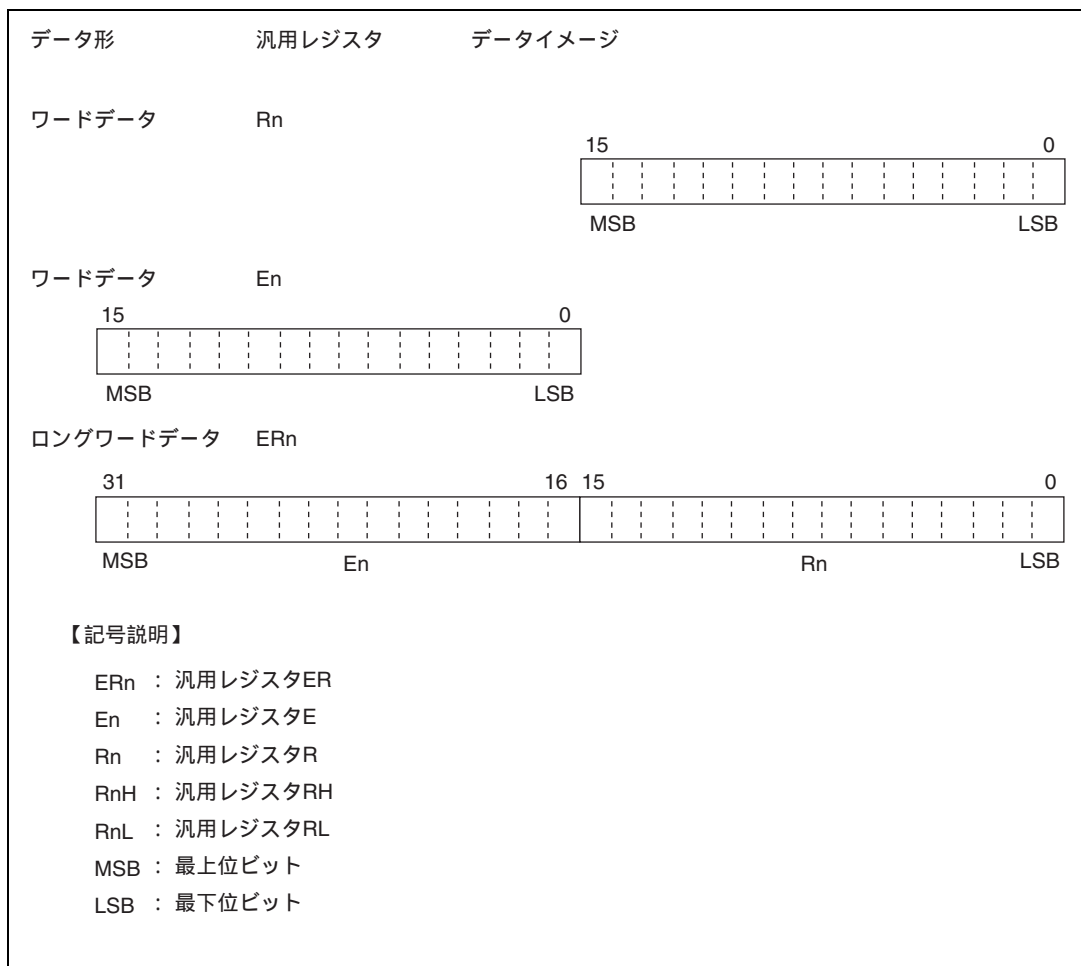 データ形 汎用レジスタ データイメージ
ワードデータ Rn
15 0
MSB LSB
ワードデータ En
15 0
MSB LSB
ロングワードデータ ERn
31 16 15 0
MSB En Rn LSB
【記号説明】
ERn : 汎用レジスタER
En : 汎用レジスタE
Rn : 汎用レジスタR
RnH : 汎用レジスタRH
RnL : 汎用レジスタRL
MSB : 最上位ビット
LSB : 最下位ビット